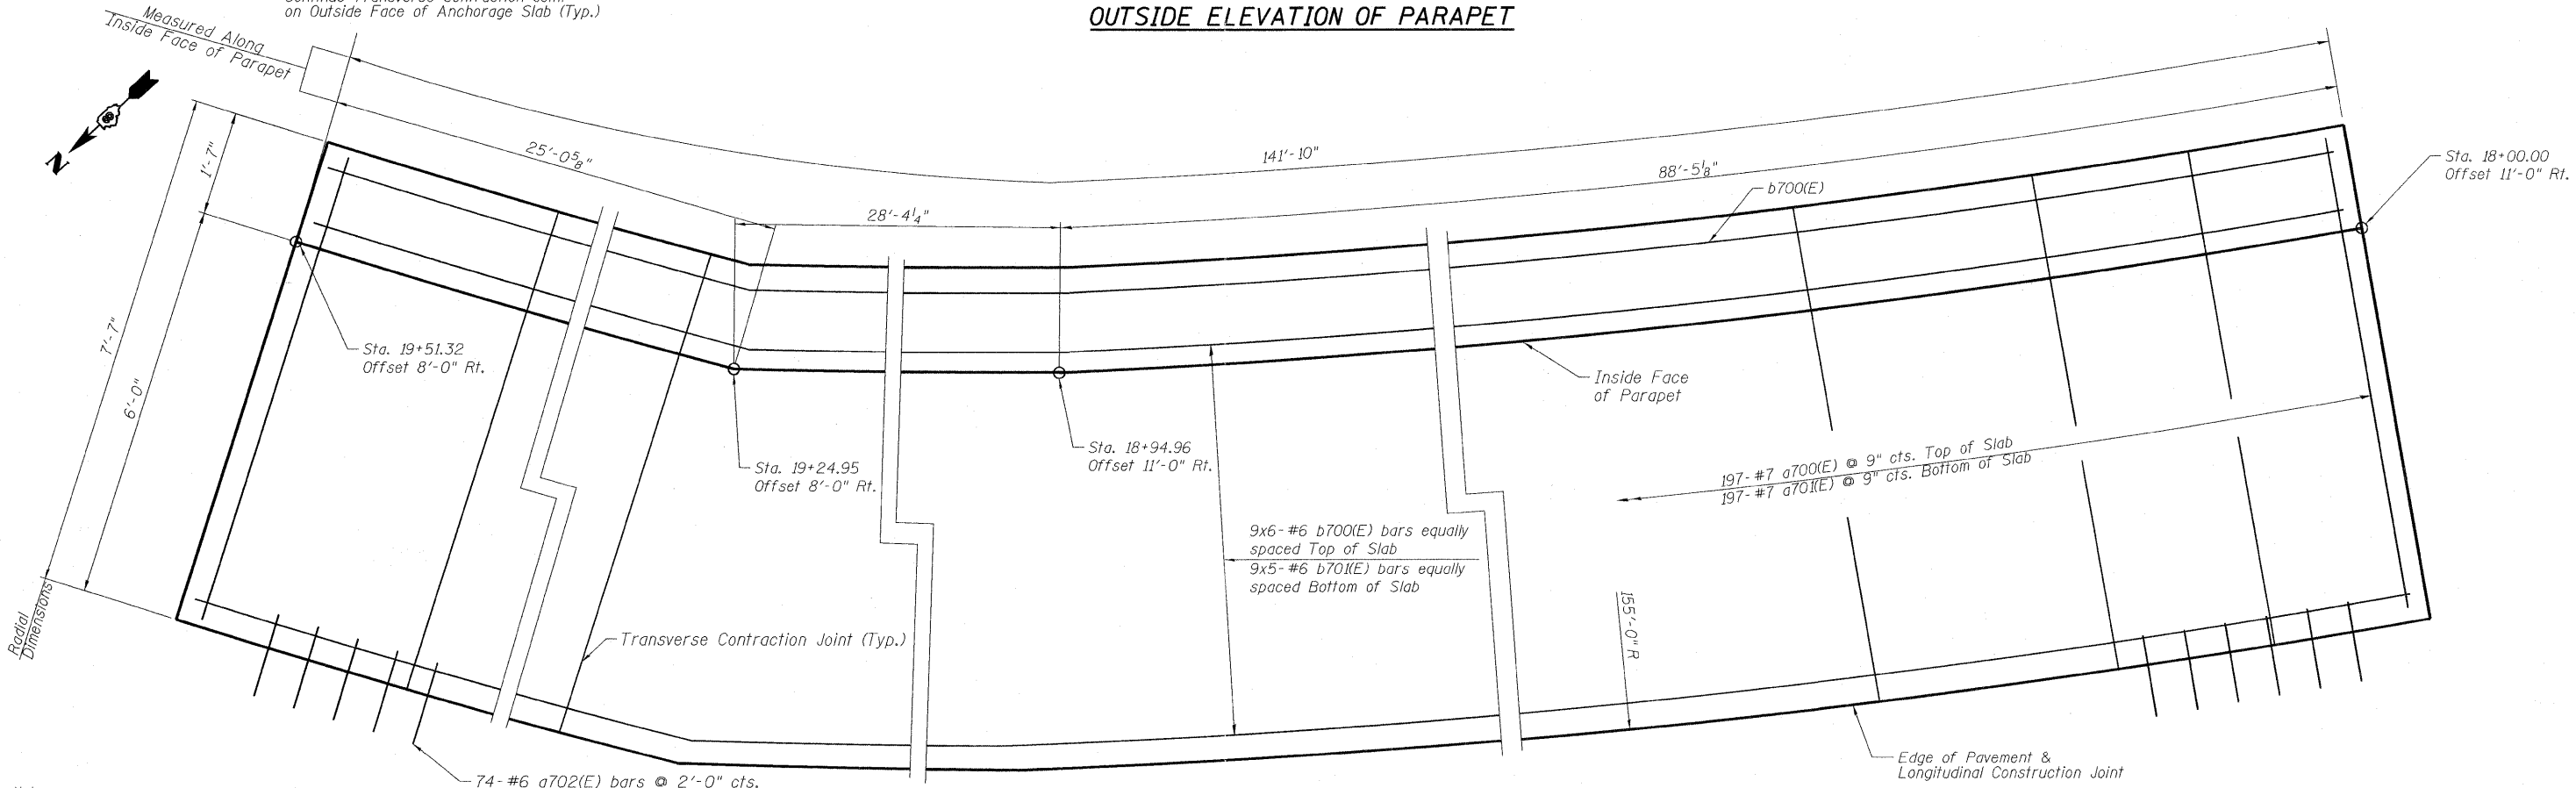 on Outside Face of Anchorage Slab (Typ.)
OUTSIDE ELEVATION OF PARAPET
Measured Along
Inside Face of Parapet
N
1'-7"
7'-7"
6'-0"
Radial
Dimensions
25'-0⅝"
141'-10"
88'-5⅛"
28'-4¼"
b700(E)
Sta. 18+00.00
Offset 11'-0" Rt.
Sta. 19+51.32
Offset 8'-0" Rt.
Sta. 19+24.95
Offset 8'-0" Rt.
Sta. 18+94.96
Offset 11'-0" Rt.
Inside Face
of Parapet
197-#7 a700(E) @ 9" cts. Top of Slab
197-#7 a701(E) @ 9" cts. Bottom of Slab
9x6-#6 b700(E) bars equally
spaced Top of Slab
9x5-#6 b701(E) bars equally
spaced Bottom of Slab
155'-0" R
Transverse Contraction Joint (Typ.)
74-#6 a702(E) bars @ 2'-0" cts.
Edge of Pavement &
Longitudinal Construction Joint